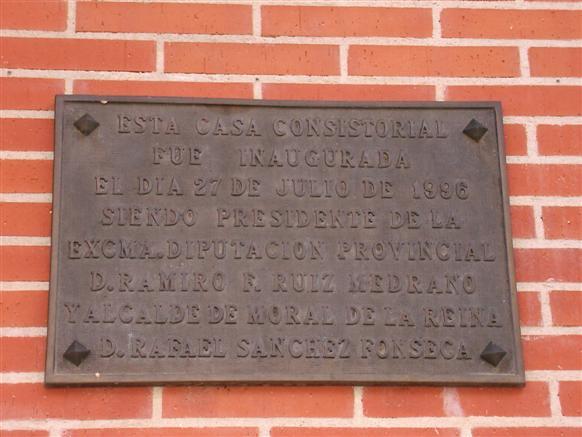 ESTA CASA CONSISTORIAL
FUE INAUGURADA
EL DIA 27 DE JULIO DE 1996
SIENDO PRESIDENTE DE LA
EXCMA. DIPUTACION PROVINCIAL
D. RAMIRO F. RUIZ MEDRANO
Y ALCALDE DE MORAL DE LA REINA
D. RAFAEL SANCHEZ FONSECA